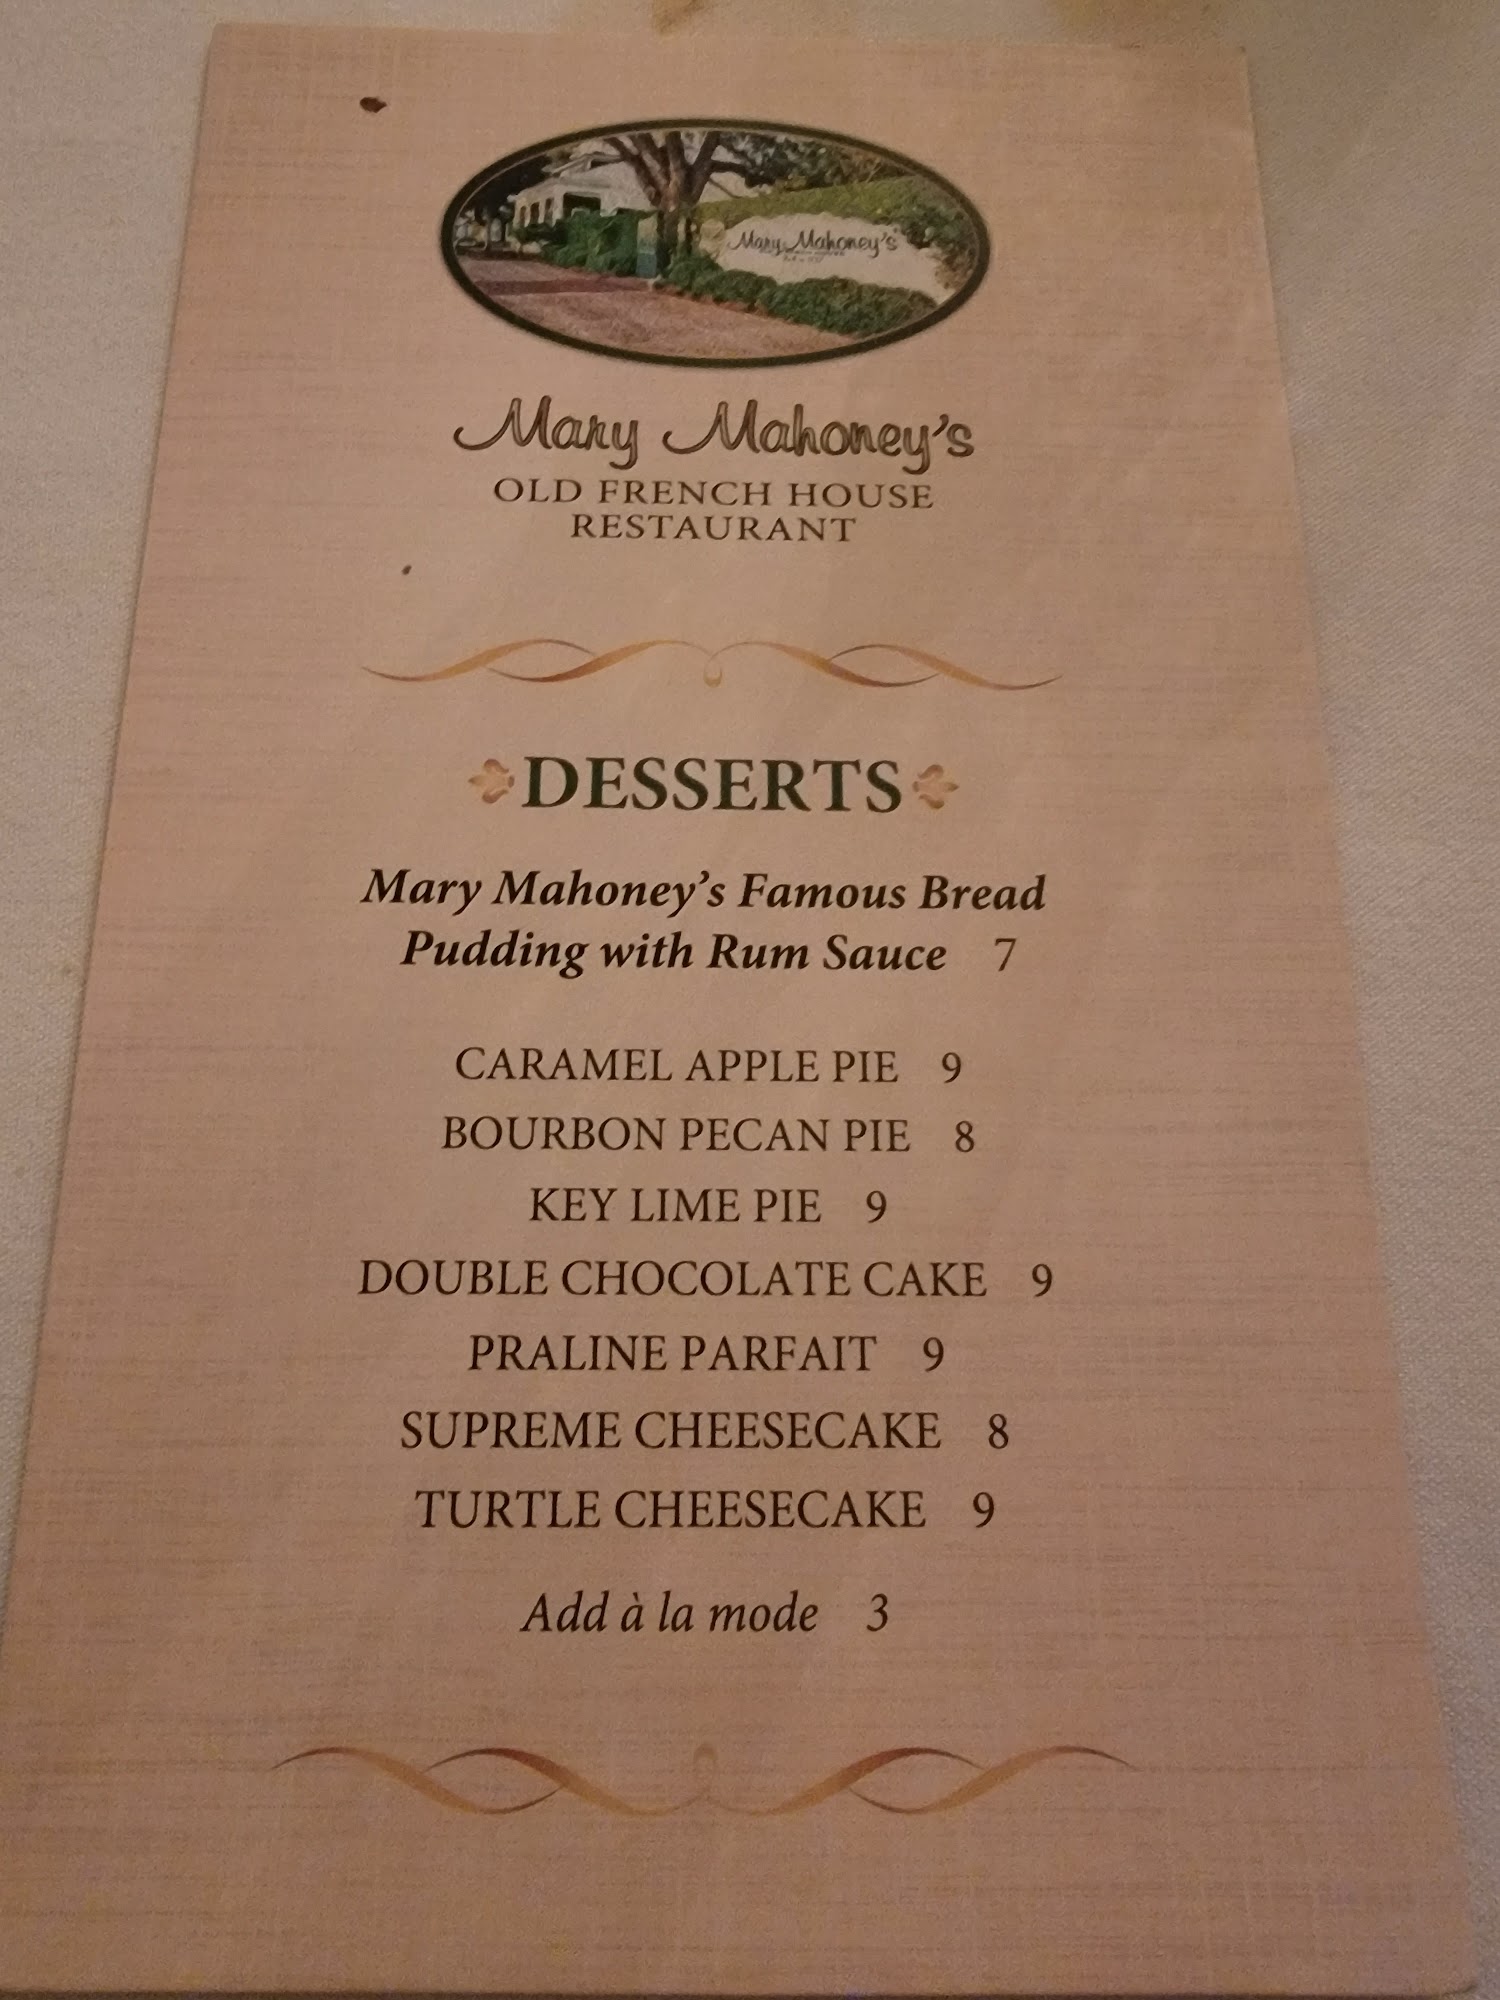 Mary Mahoney's
Mary Mahoney's
OLD FRENCH HOUSE
RESTAURANT
DESSERTS
Mary Mahoney's Famous Bread
Pudding with Rum Sauce 7
CARAMEL APPLE PIE 9
BOURBON PECAN PIE 8
KEY LIME PIE 9
DOUBLE CHOCOLATE CAKE 9
PRALINE PARFAIT 9
SUPREME CHEESECAKE 8
TURTLE CHEESECAKE 9
Add à la mode 3